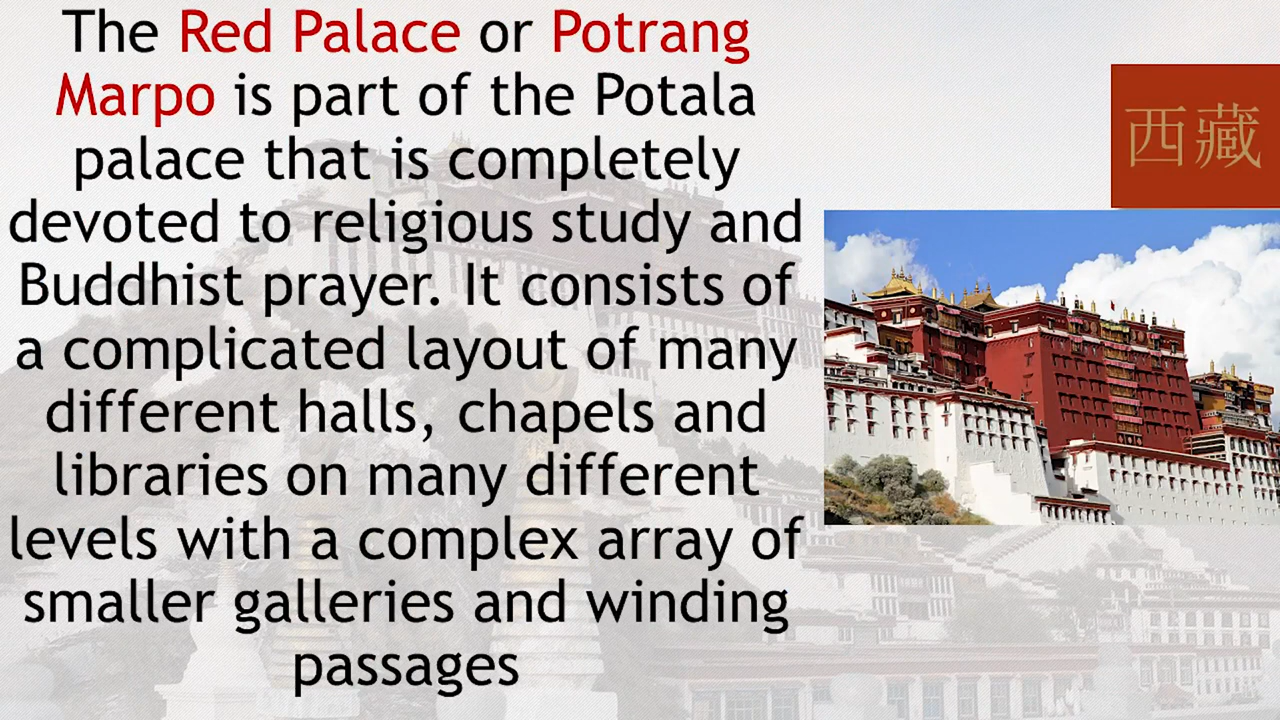 The Red Palace or Potrang
Marpo is part of the Potala
palace that is completely
devoted to religious study and
Buddhist prayer. It consists of
a complicated layout of many
different halls, chapels and
libraries on many different
levels with a complex array of
smaller galleries and winding
passages
西藏